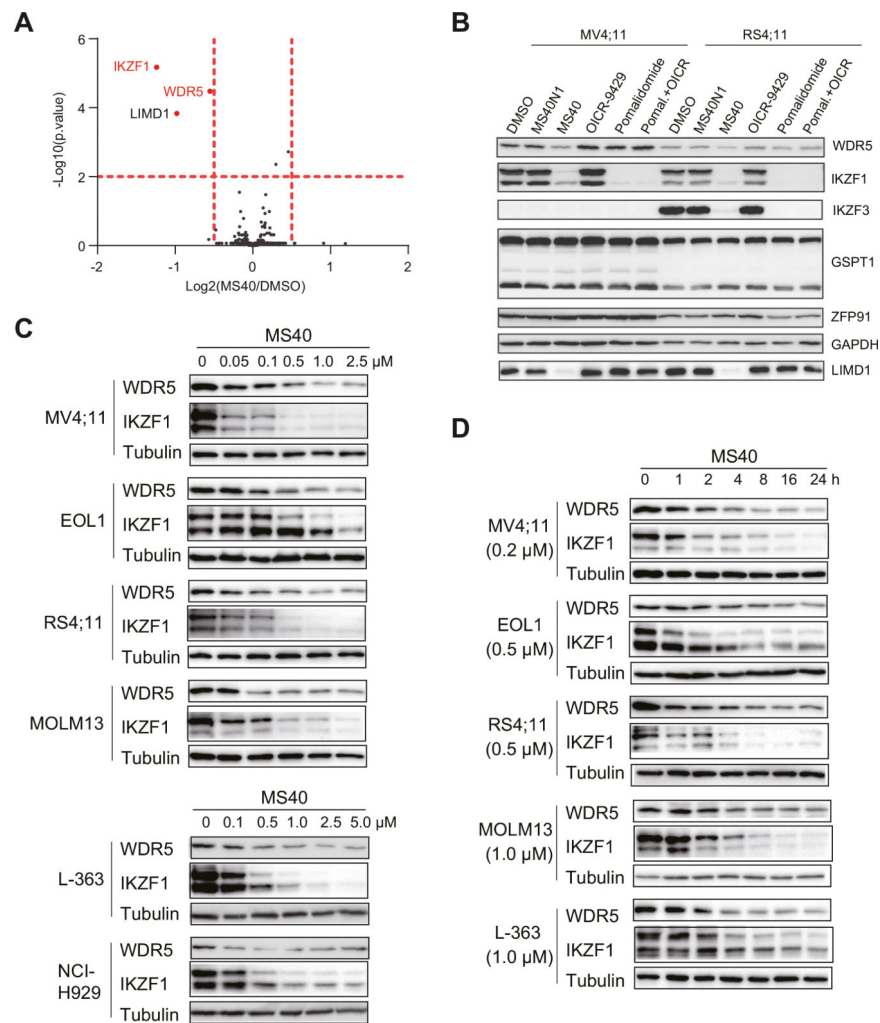 A
6
4
2
0
-Log10(p.value)
IKZF1
WDR5
LIMD1
-2 -1 0 1 2
Log2(MS40/DMSO)
B
MV4;11 RS4;11
DMSO MS40N1 MS40 OICR-9429 Pomalidomide Pomal.+OICR DMSO MS40N1 MS40 OICR-9429 Pomalidomide Pomal.+OICR
WDR5
IKZF1
IKZF3
GSPT1
ZFP91
GAPDH
LIMD1
C
MS40
0 0.05 0.1 0.5 1.0 2.5 µM
MV4;11
WDR5
IKZF1
Tubulin
EOL1
WDR5
IKZF1
Tubulin
RS4;11
WDR5
IKZF1
Tubulin
MOLM13
WDR5
IKZF1
Tubulin
MS40
0 0.1 0.5 1.0 2.5 5.0 µM
L-363
WDR5
IKZF1
Tubulin
NCI-
H929
WDR5
IKZF1
Tubulin
D
MS40
0 1 2 4 8 16 24 h
MV4;11
(0.2 µM)
WDR5
IKZF1
Tubulin
EOL1
(0.5 µM)
WDR5
IKZF1
Tubulin
RS4;11
(0.5 µM)
WDR5
IKZF1
Tubulin
MOLM13
(1.0 µM)
WDR5
IKZF1
Tubulin
L-363
(1.0 µM)
WDR5
IKZF1
Tubulin